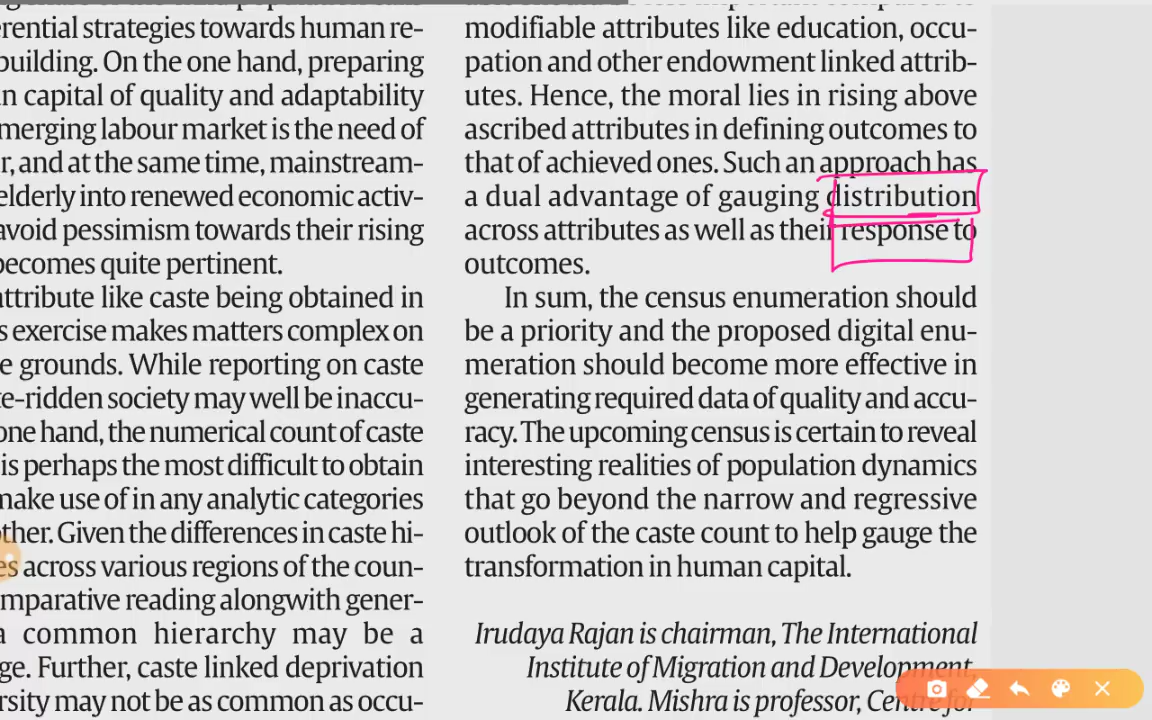 erential strategies towards human re-
building. On the one hand, preparing
n capital of quality and adaptability
merging labour market is the need of
r, and at the same time, mainstream-
elderly into renewed economic activ-
avoid pessimism towards their rising
becomes quite pertinent.
attribute like caste being obtained in
s exercise makes matters complex on
e grounds. While reporting on caste
te-ridden society may well be inaccu-
one hand, the numerical count of caste
is perhaps the most difficult to obtain
make use of in any analytic categories
other. Given the differences in caste hi-
es across various regions of the coun-
mparative reading alongwith gener-
a common hierarchy may be a
ge. Further, caste linked deprivation
rsity may not be as common as occu-
modifiable attributes like education, occu-
pation and other endowment linked attrib-
utes. Hence, the moral lies in rising above
ascribed attributes in defining outcomes to
that of achieved ones. Such an approach has
a dual advantage of gauging distribution
across attributes as well as their response to
outcomes.
In sum, the census enumeration should
be a priority and the proposed digital enu-
meration should become more effective in
generating required data of quality and accu-
racy. The upcoming census is certain to reveal
interesting realities of population dynamics
that go beyond the narrow and regressive
outlook of the caste count to help gauge the
transformation in human capital.
Irudaya Rajan is chairman, The International
Institute of Migration and Development,
Kerala. Mishra is professor, Centre for